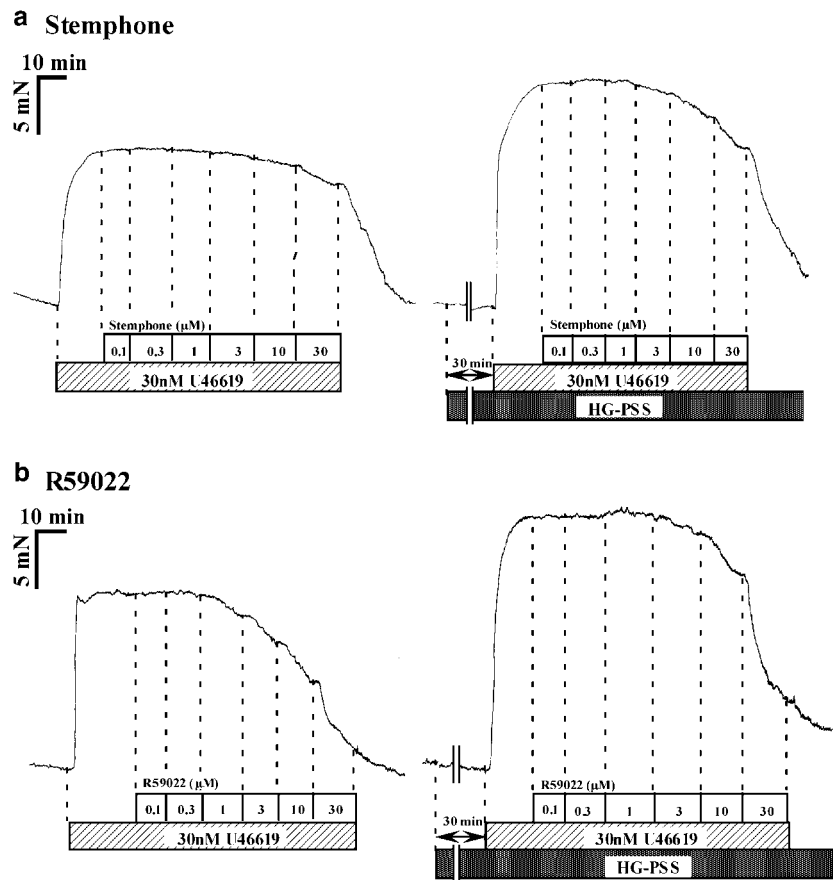 a Stemphone
10 min
5 mN
Stemphone (μM)
0.1 0.3 1 3 10 30
30nM U46619
Stemphone (μM)
0.1 0.3 1 3 10 30
30 min
30nM U46619
HG-PSS
b R59022
10 min
5 mN
R59022 (μM)
0.1 0.3 1 3 10 30
30nM U46619
R59022 (μM)
0.1 0.3 1 3 10 30
30 min
30nM U46619
HG-PSS